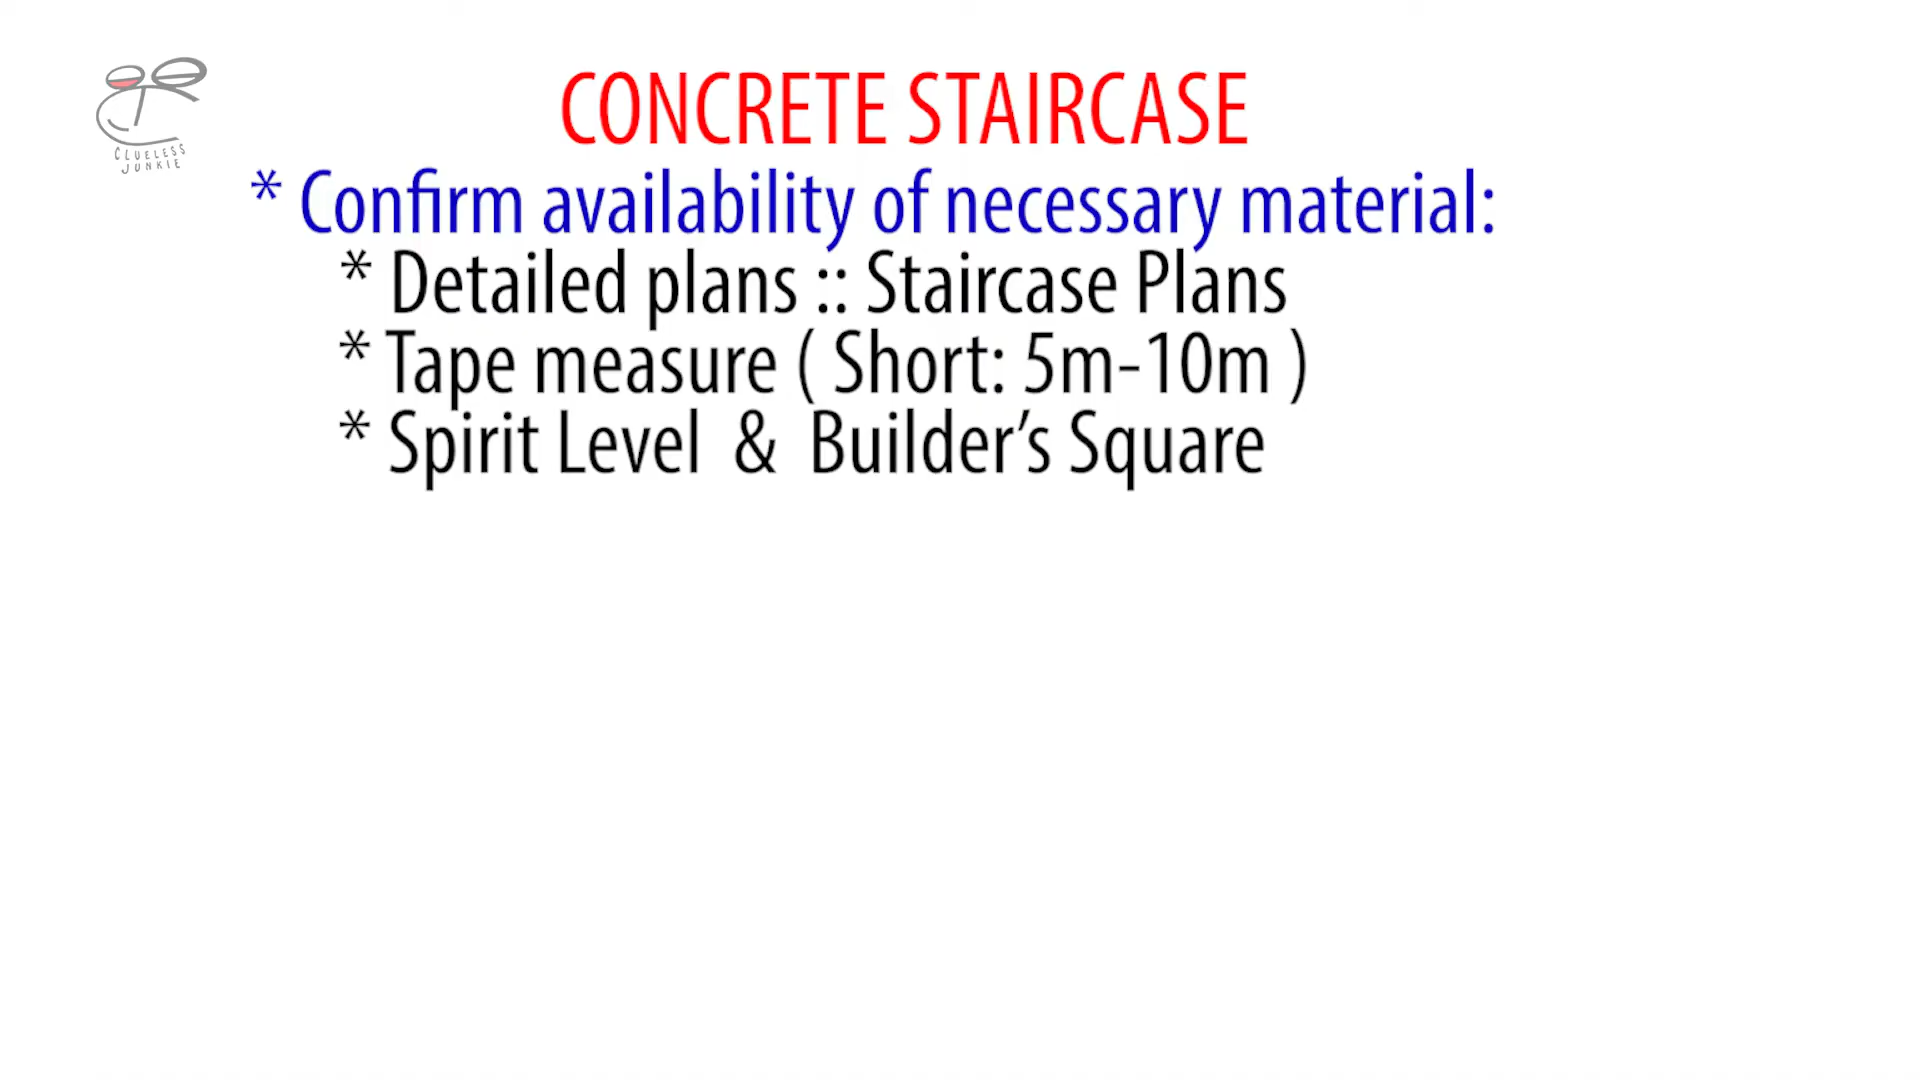 CLUELESS
JUNKIE
CONCRETE STAIRCASE
* Confirm availability of necessary material:
* Detailed plans :: Staircase Plans
* Tape measure ( Short: 5m-10m )
* Spirit Level & Builder’s Square